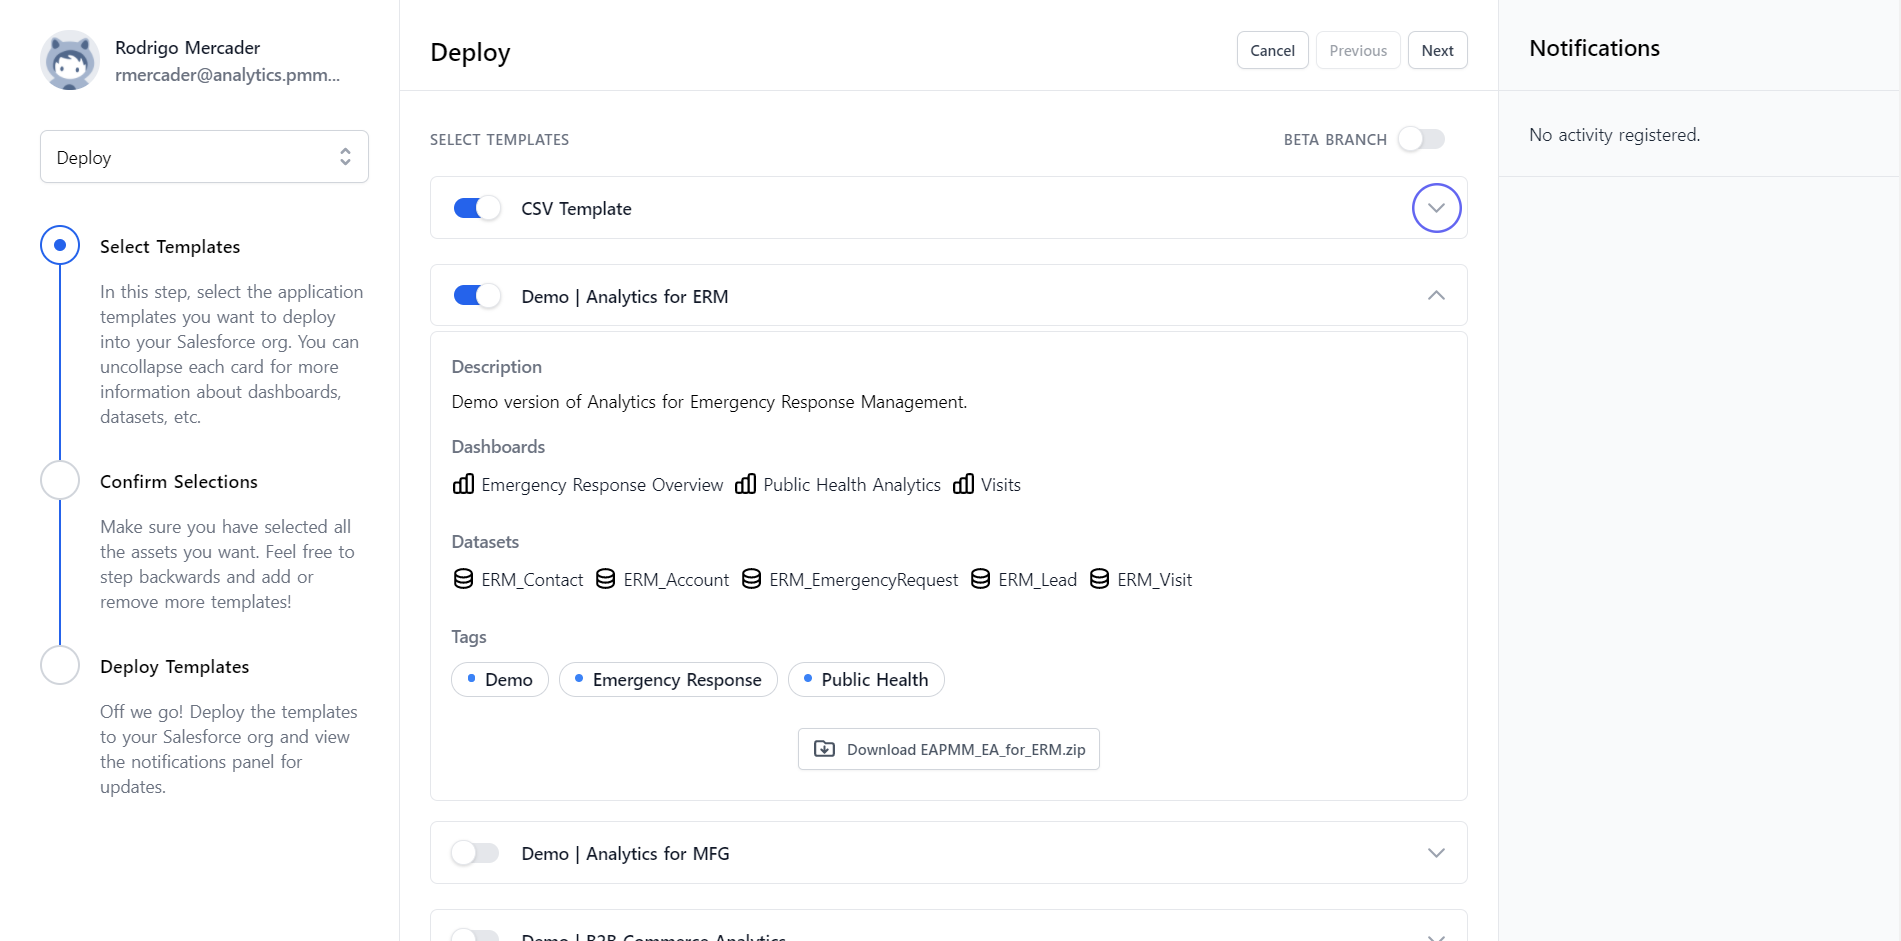 Rodrigo Mercader
rmercader@analytics.pmm...
Deploy
Select Templates
In this step, select the application
templates you want to deploy
into your Salesforce org. You can
uncollapse each card for more
information about dashboards,
datasets, etc.
Confirm Selections
Make sure you have selected all
the assets you want. Feel free to
step backwards and add or
remove more templates!
Deploy Templates
Off we go! Deploy the templates
to your Salesforce org and view
the notifications panel for
updates.
Deploy
Cancel
Previous
Next
SELECT TEMPLATES
BETA BRANCH
CSV Template
Demo | Analytics for ERM
Description
Demo version of Analytics for Emergency Response Management.
Dashboards
Emergency Response Overview Public Health Analytics Visits
Datasets
ERM_Contact ERM_Account ERM_EmergencyRequest ERM_Lead ERM_Visit
Tags
Demo Emergency Response Public Health
Download EAPMM_EA_for_ERM.zip
Demo | Analytics for MFG
Demo | B2B Commerce Analytics
Notifications
No activity registered.